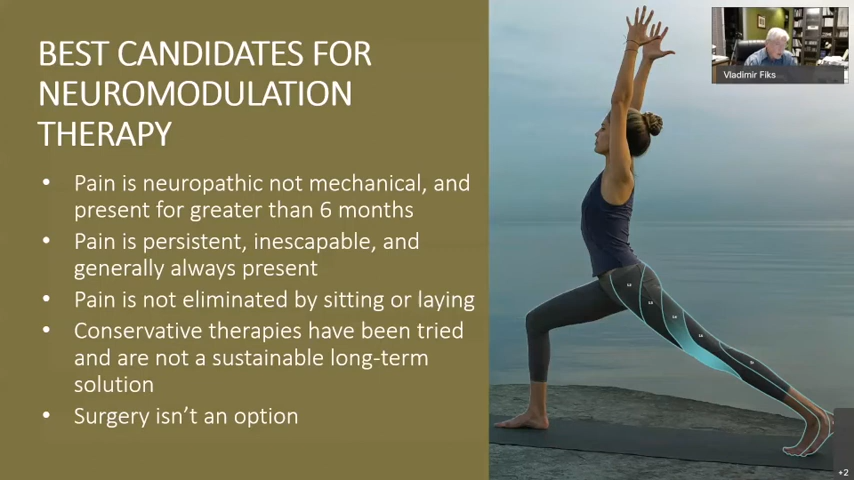 BEST CANDIDATES FOR
NEUROMODULATION
THERAPY
• Pain is neuropathic not mechanical, and
present for greater than 6 months
• Pain is persistent, inescapable, and
generally always present
• Pain is not eliminated by sitting or laying
• Conservative therapies have been tried
and are not a sustainable long-term
solution
• Surgery isn’t an option
Vladimir Fiks
+2